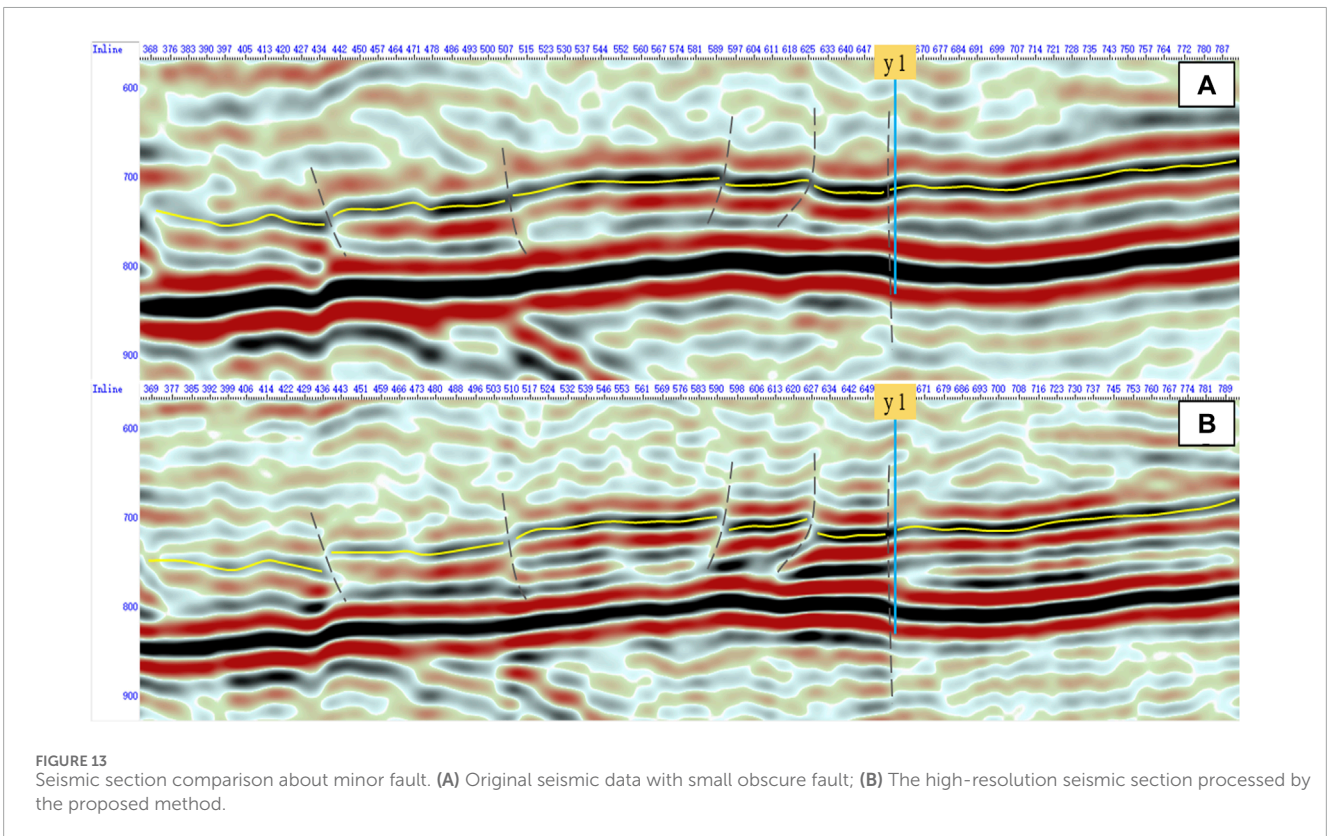 Inline 368 376 383 390 397 405 413 420 427 434 442 451 457 464 471 478 486 493 500 507 515 523 530 537 544 552 560 567 574 581 589 597 604 611 618 625 633 640 647 670 677 684 691 699 707 714 721 728 735 743 750 757 764 772 780 787
y1
A
600
700
800
900
Inline 369 377 385 392 399 406 414 422 429 436 443 451 459 466 473 480 488 496 503 510 517 524 532 539 546 553 561 569 576 583 590 598 606 613 620 627 634 642 649 671 679 686 693 700 708 716 723 730 737 745 753 760 767 774 781 789
y1
B
600
700
800
900
FIGURE 13
Seismic section comparison about minor fault. (A) Original seismic data with small obscure fault; (B) The high-resolution seismic section processed by
the proposed method.